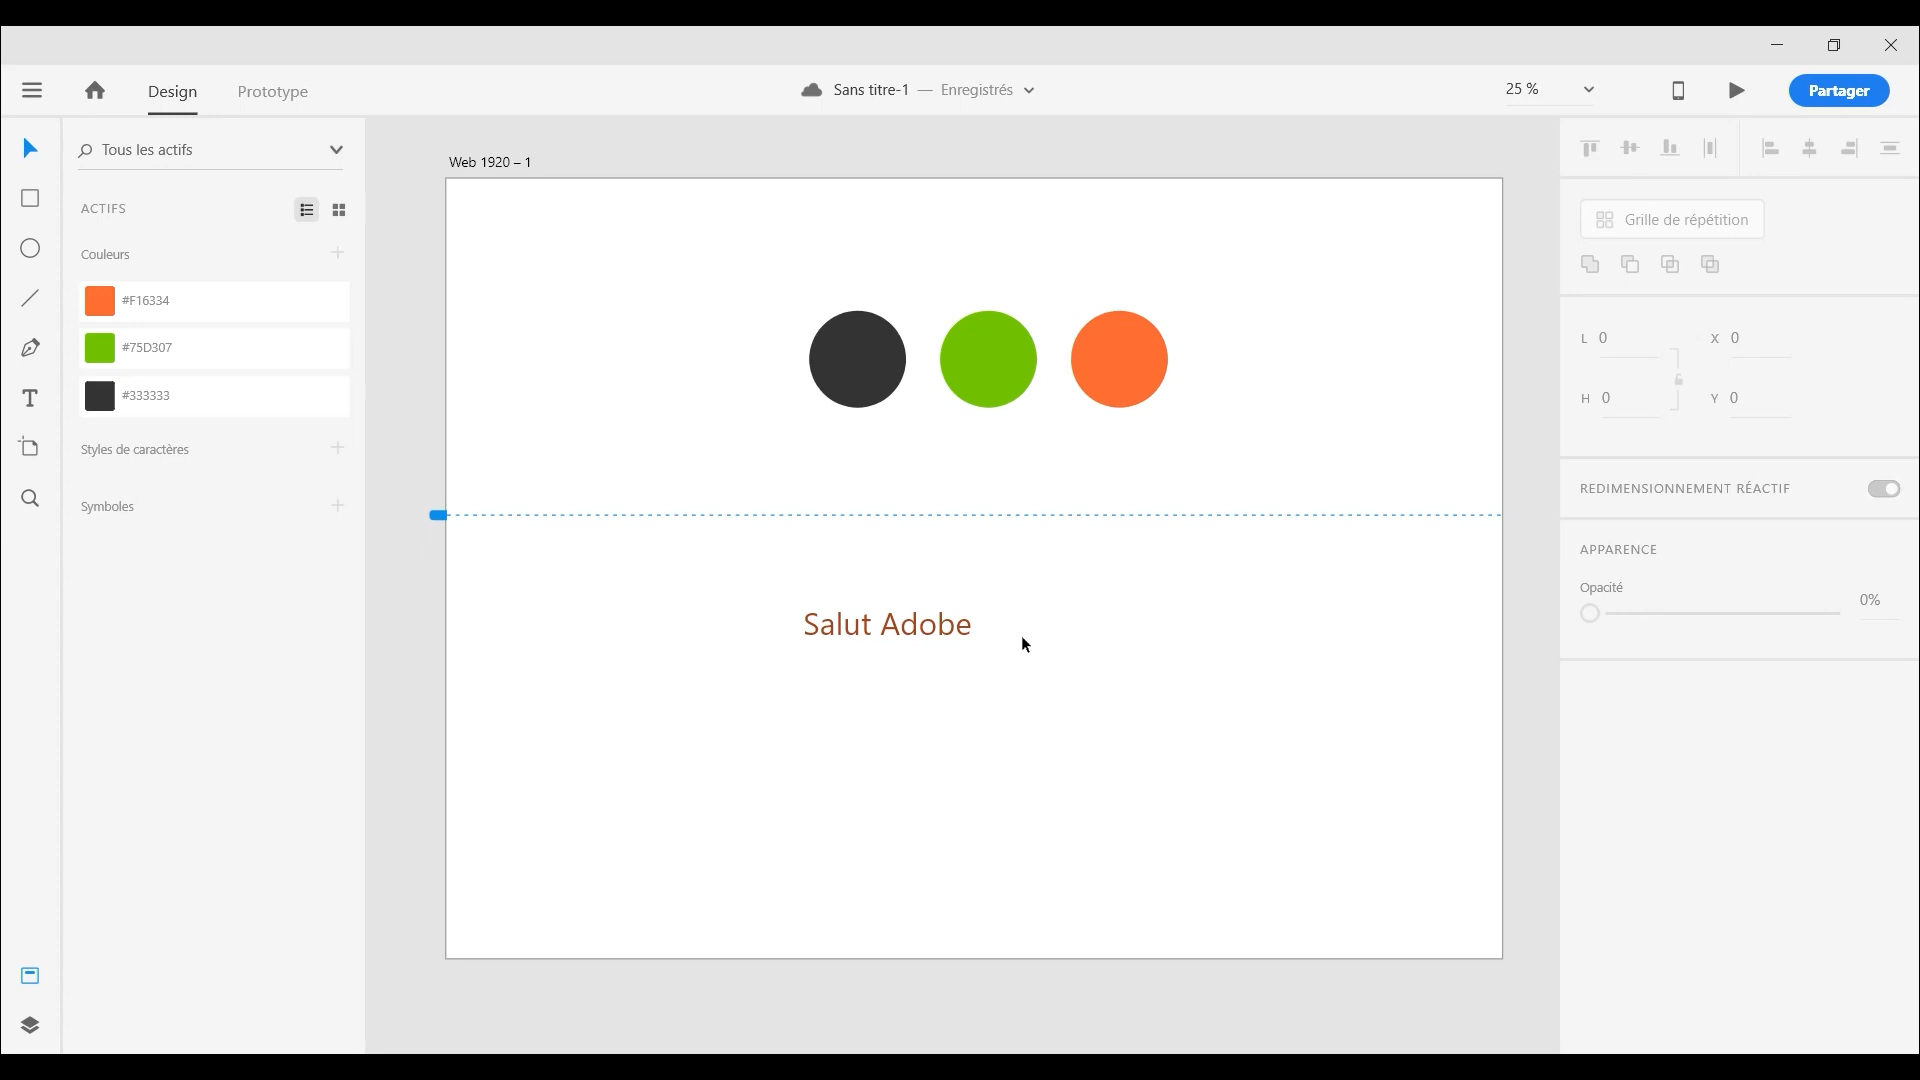 Design
Prototype
Sans titre-1 — Enregistrés
25 %
Partager
Tous les actifs
ACTIFS
Couleurs
#F16334
#75D307
#333333
Styles de caractères
Symboles
Web 1920 – 1
Salut Adobe
Grille de répétition
L 0
X 0
H 0
Y 0
REDIMENSIONNEMENT RÉACTIF
APPARENCE
Opacité
0%